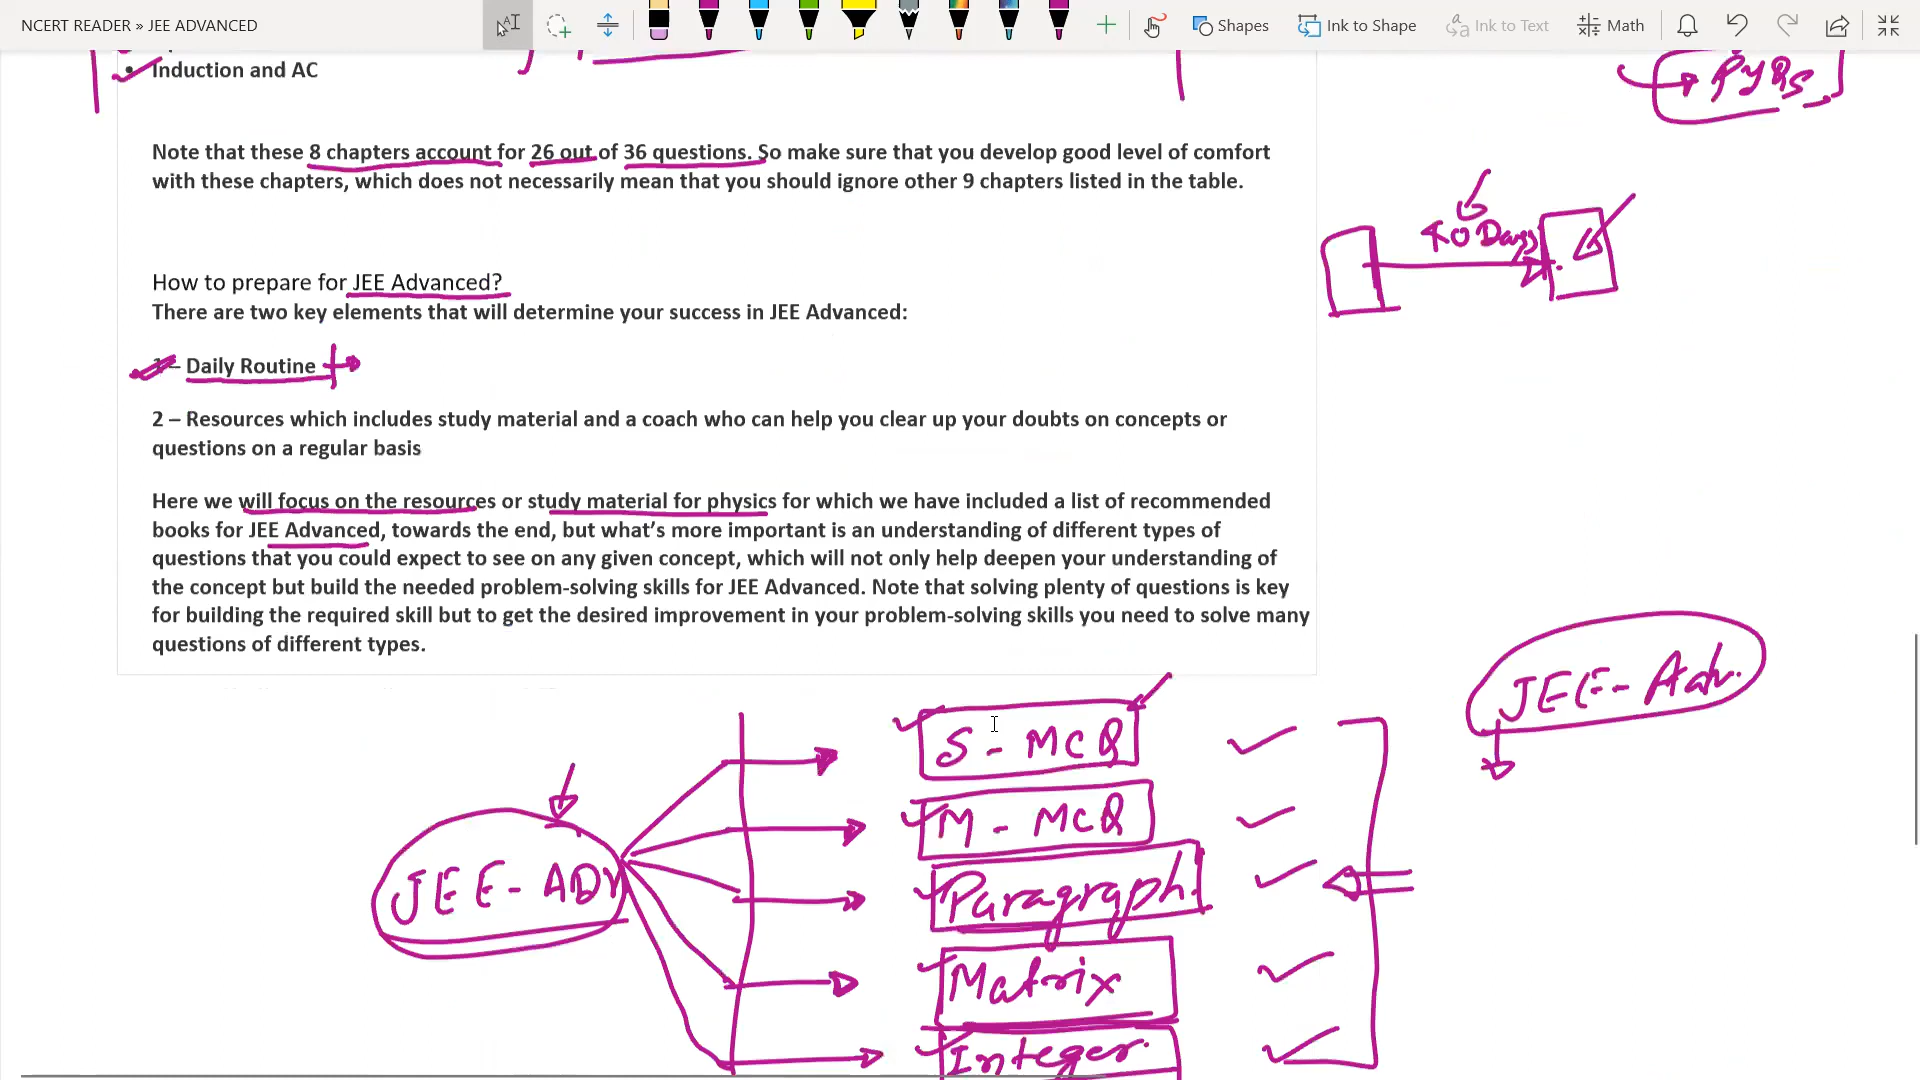 NCERT READER » JEE ADVANCED
Shapes
Ink to Shape
Ink to Text
Math
• Induction and AC
PYQs
Note that these 8 chapters account for 26 out of 36 questions. So make sure that you develop good level of comfort
with these chapters, which does not necessarily mean that you should ignore other 9 chapters listed in the table.
40 Days
How to prepare for JEE Advanced?
There are two key elements that will determine your success in JEE Advanced:
1 – Daily Routine
2 – Resources which includes study material and a coach who can help you clear up your doubts on concepts or
questions on a regular basis
Here we will focus on the resources or study material for physics for which we have included a list of recommended
books for JEE Advanced, towards the end, but what's more important is an understanding of different types of
questions that you could expect to see on any given concept, which will not only help deepen your understanding of
the concept but build the needed problem-solving skills for JEE Advanced. Note that solving plenty of questions is key
for building the required skill but to get the desired improvement in your problem-solving skills you need to solve many
questions of different types.
JEE - Adv.
JEE - ADV
S - MCQ
M - MCQ
Paragraph.
Matrix
Integer.